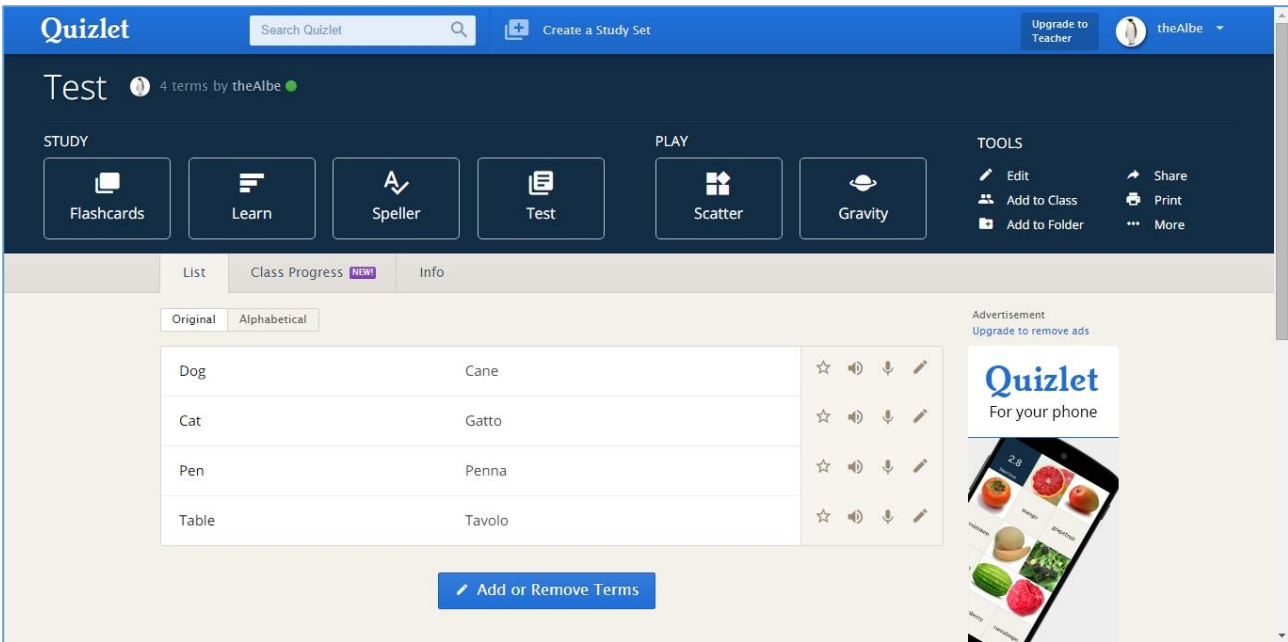 Quizlet Search Quizlet Create a Study Set Upgrade to Teacher theAlbe
Test 4 terms by theAlbe
STUDY PLAY TOOLS
Flashcards Learn Speller Test Scatter Gravity
Edit Share
Add to Class Print
Add to Folder More
List Class Progress NEW! Info
Original Alphabetical
Advertisement
Upgrade to remove ads
Dog Cane
Cat Gatto
Pen Penna
Table Tavolo
Add or Remove Terms
Quizlet
For your phone
2.8
mango
grapefruit